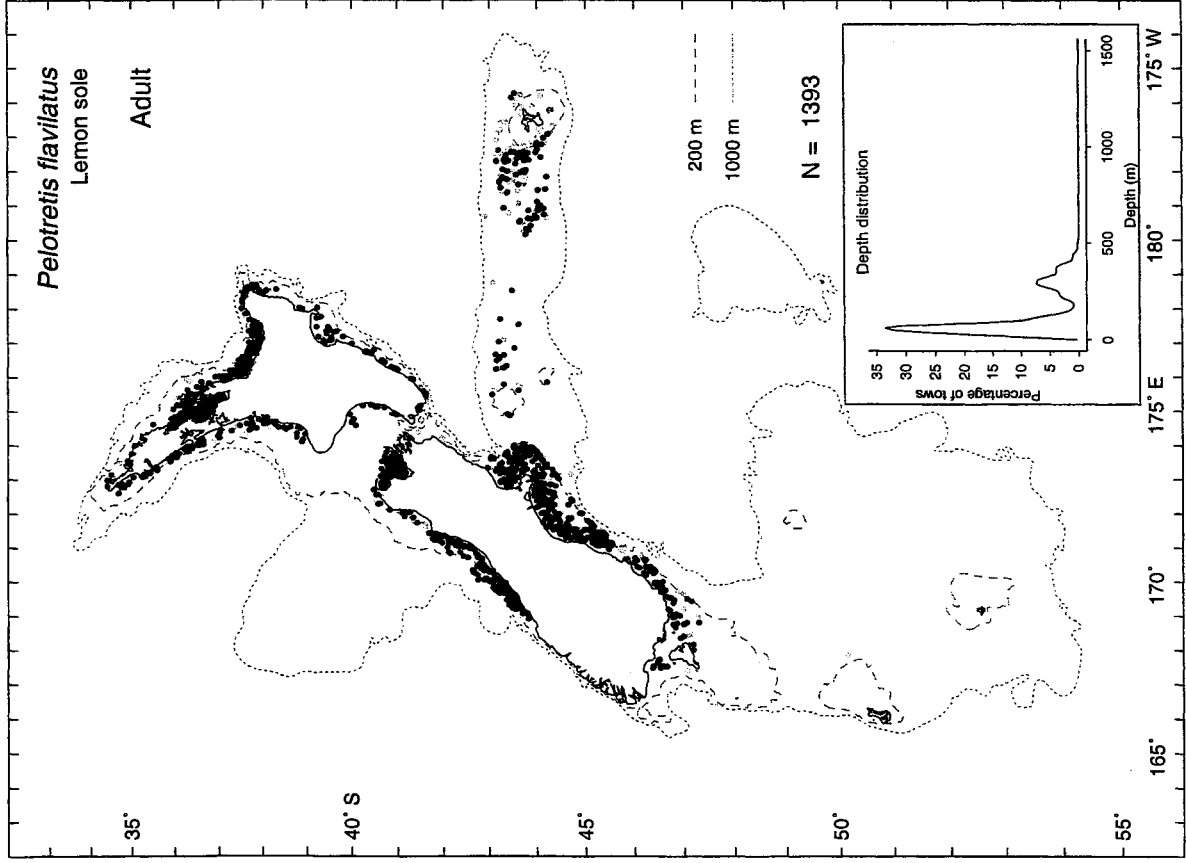 Pelotretis flavilatus
Lemon sole
Adult
35°
40° S
45°
50°
55°
165°
170°
175° E
180°
175° W
200 m
1000 m
N = 1393
Depth distribution
Percentage of tows
35
30
25
20
15
10
5
0
0
500
1000
1500
Depth (m)